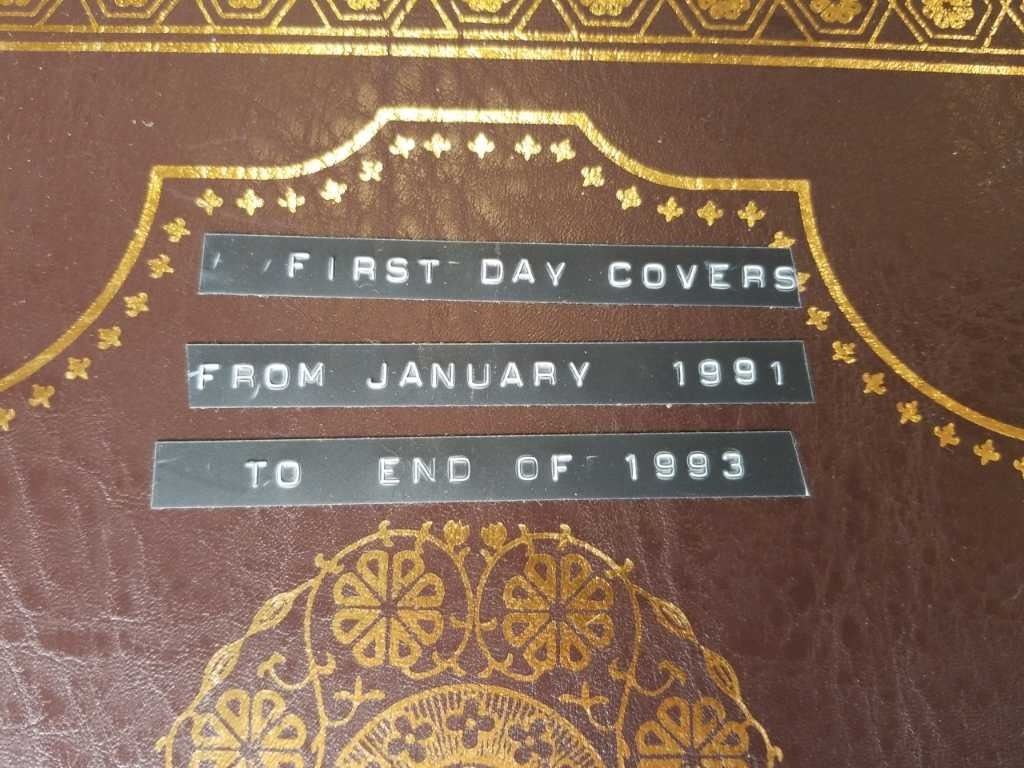 FIRST DAY COVERS
FROM JANUARY 1991
TO END OF 1993